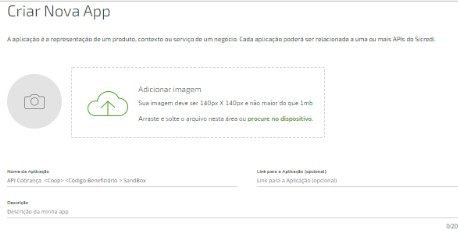 Criar Nova App
A aplicação é a representação de um produto, contexto ou serviço de um negócio. Cada aplicação poderá ser relacionada a uma ou mais APIs do Sicredi.
Adicionar imagem
Sua imagem deve ser 140px X 140px e não maior do que 1mb
Arraste e solte o arquivo nesta área ou procure no dispositivo.
Nome da Aplicação
API Cobrança <Coop> <Código Beneficiário > SandBox
Link para a Aplicação (opcional)
Link para a Aplicação (opcional)
Descrição
Descrição da minha app